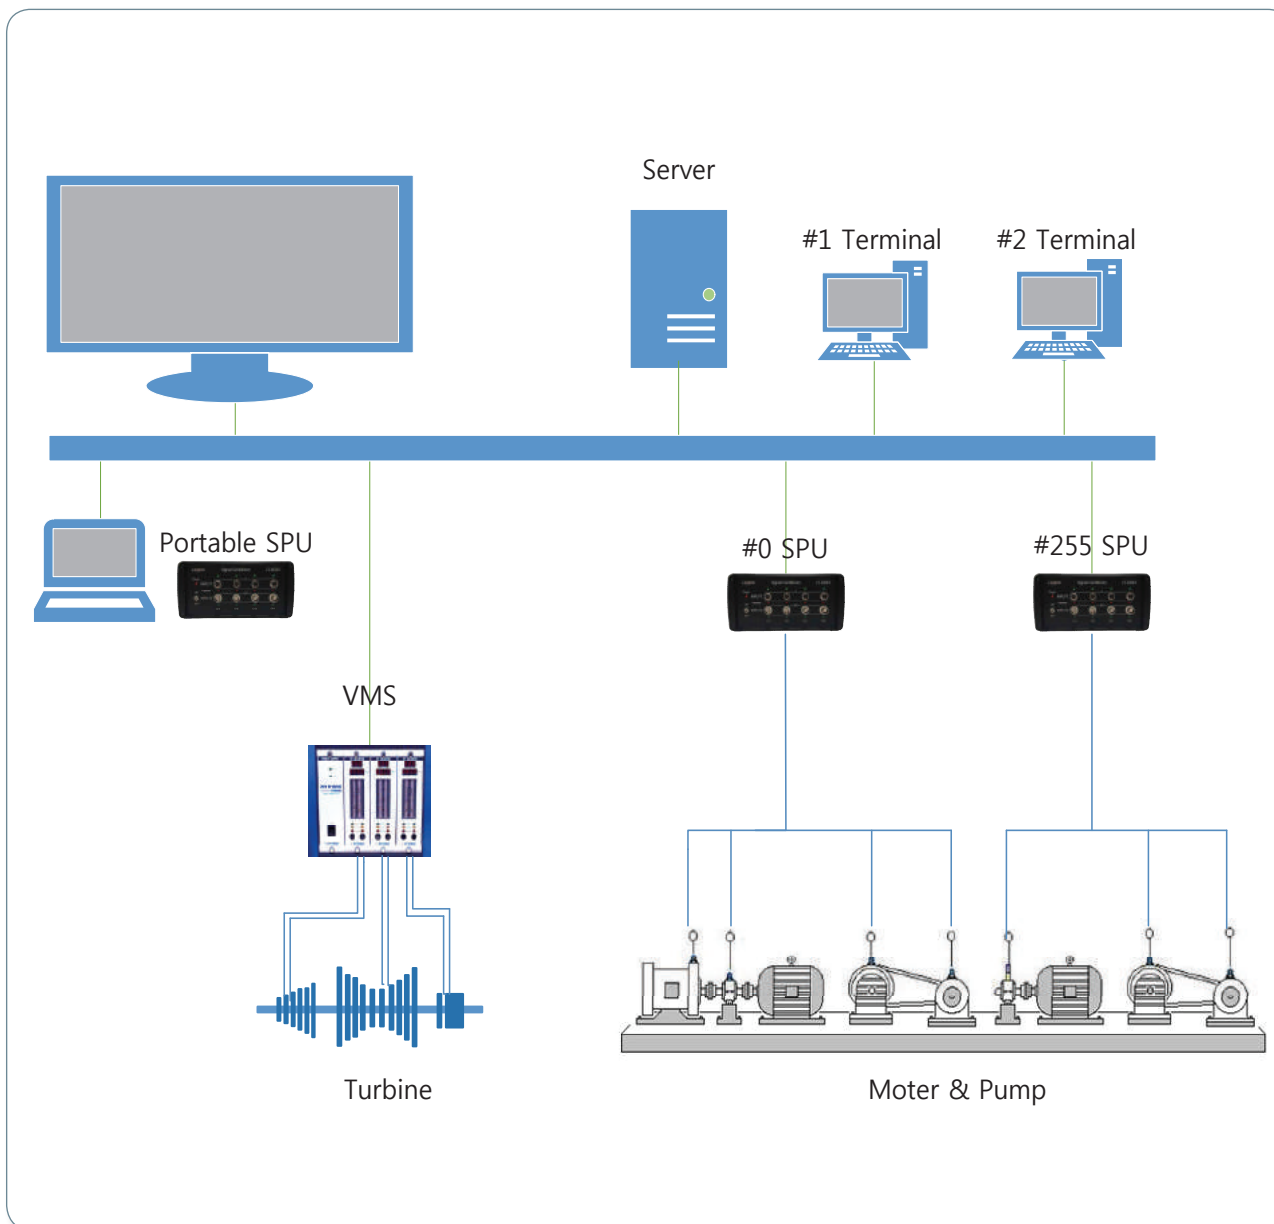 Server
#1 Terminal
#2 Terminal
Portable SPU
#0 SPU
#255 SPU
VMS
Turbine
Moter & Pump